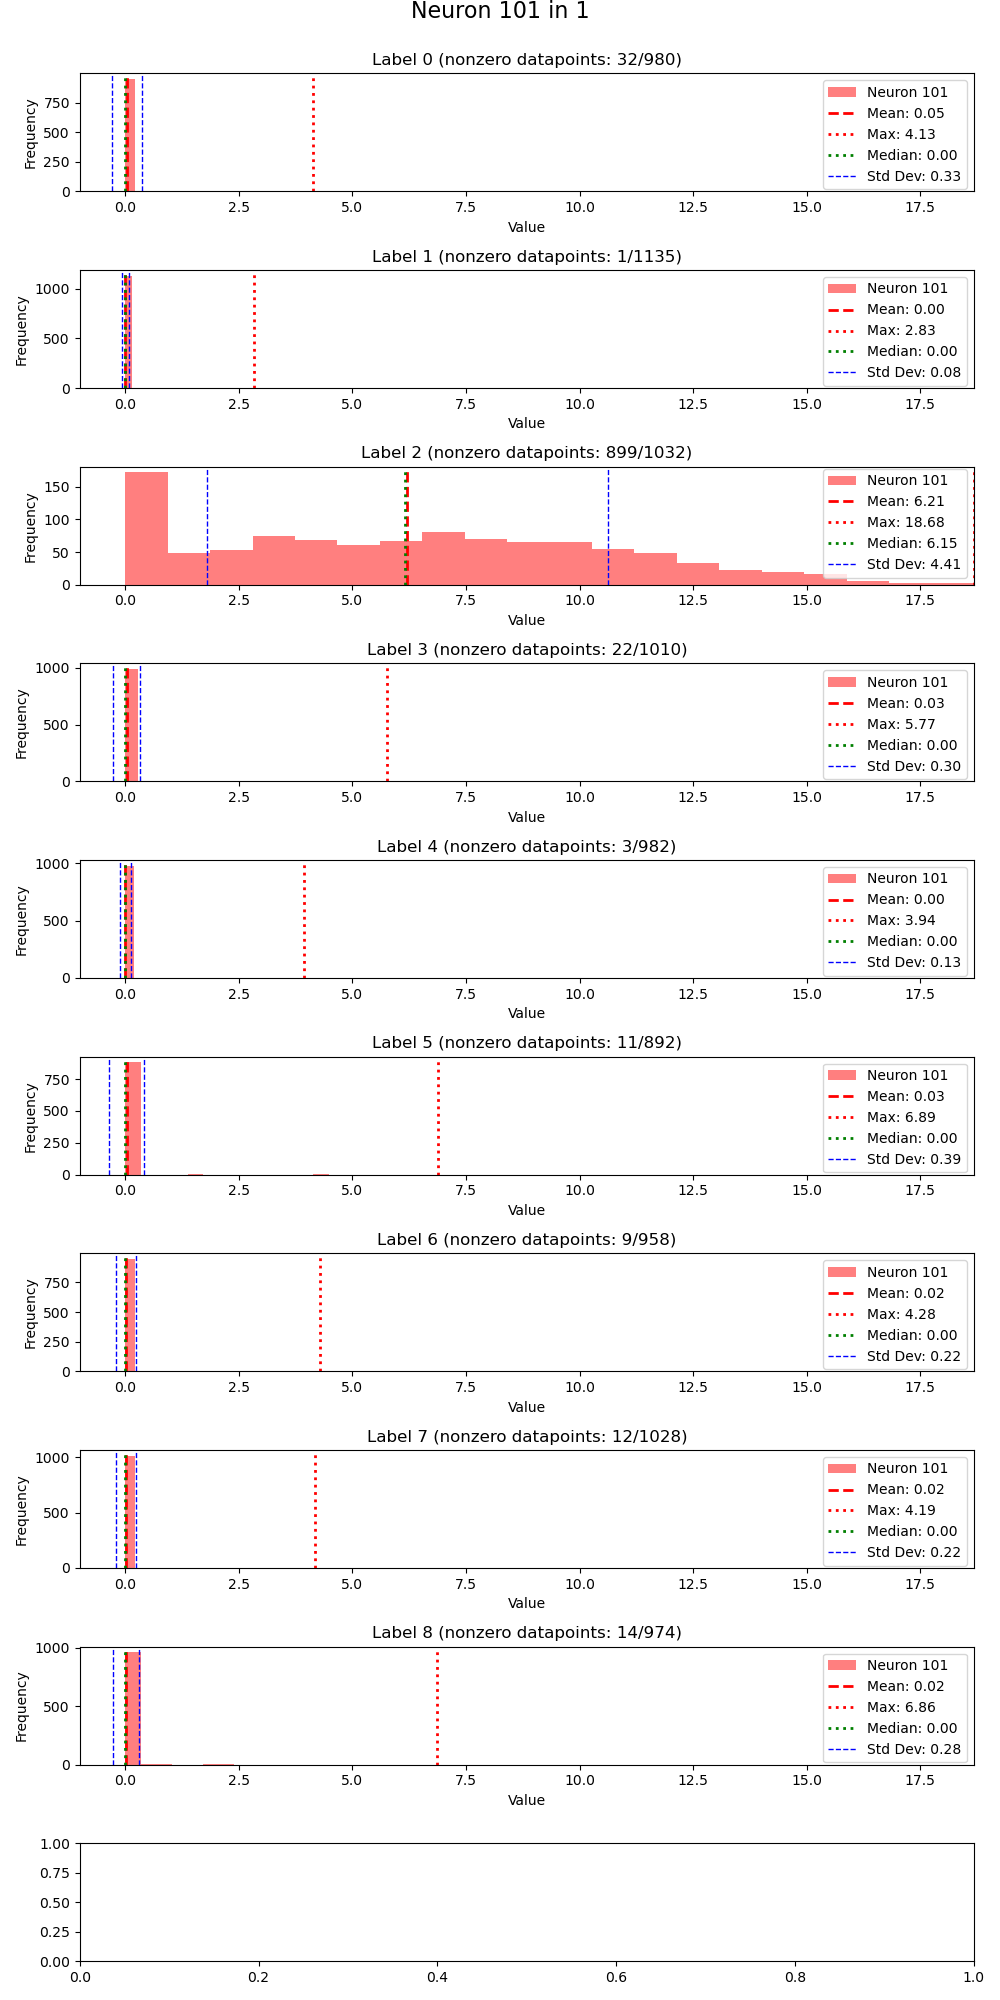 Neuron 101 in 1
Label 0 (nonzero datapoints: 32/980)
Frequency
750
500
250
0
Neuron 101
Mean: 0.05
Max: 4.13
Median: 0.00
Std Dev: 0.33
0.0 2.5 5.0 7.5 10.0 12.5 15.0 17.5
Value
Label 1 (nonzero datapoints: 1/1135)
Frequency
1000
500
0
Neuron 101
Mean: 0.00
Max: 2.83
Median: 0.00
Std Dev: 0.08
0.0 2.5 5.0 7.5 10.0 12.5 15.0 17.5
Value
Label 2 (nonzero datapoints: 899/1032)
Frequency
150
100
50
0
Neuron 101
Mean: 6.21
Max: 18.68
Median: 6.15
Std Dev: 4.41
0.0 2.5 5.0 7.5 10.0 12.5 15.0 17.5
Value
Label 3 (nonzero datapoints: 22/1010)
Frequency
1000
500
0
Neuron 101
Mean: 0.03
Max: 5.77
Median: 0.00
Std Dev: 0.30
0.0 2.5 5.0 7.5 10.0 12.5 15.0 17.5
Value
Label 4 (nonzero datapoints: 3/982)
Frequency
1000
500
0
Neuron 101
Mean: 0.00
Max: 3.94
Median: 0.00
Std Dev: 0.13
0.0 2.5 5.0 7.5 10.0 12.5 15.0 17.5
Value
Label 5 (nonzero datapoints: 11/892)
Frequency
750
500
250
0
Neuron 101
Mean: 0.03
Max: 6.89
Median: 0.00
Std Dev: 0.39
0.0 2.5 5.0 7.5 10.0 12.5 15.0 17.5
Value
Label 6 (nonzero datapoints: 9/958)
Frequency
750
500
250
0
Neuron 101
Mean: 0.02
Max: 4.28
Median: 0.00
Std Dev: 0.22
0.0 2.5 5.0 7.5 10.0 12.5 15.0 17.5
Value
Label 7 (nonzero datapoints: 12/1028)
Frequency
1000
500
0
Neuron 101
Mean: 0.02
Max: 4.19
Median: 0.00
Std Dev: 0.22
0.0 2.5 5.0 7.5 10.0 12.5 15.0 17.5
Value
Label 8 (nonzero datapoints: 14/974)
Frequency
1000
500
0
Neuron 101
Mean: 0.02
Max: 6.86
Median: 0.00
Std Dev: 0.28
0.0 2.5 5.0 7.5 10.0 12.5 15.0 17.5
Value
1.00
0.75
0.50
0.25
0.00
0.0 0.2 0.4 0.6 0.8 1.0